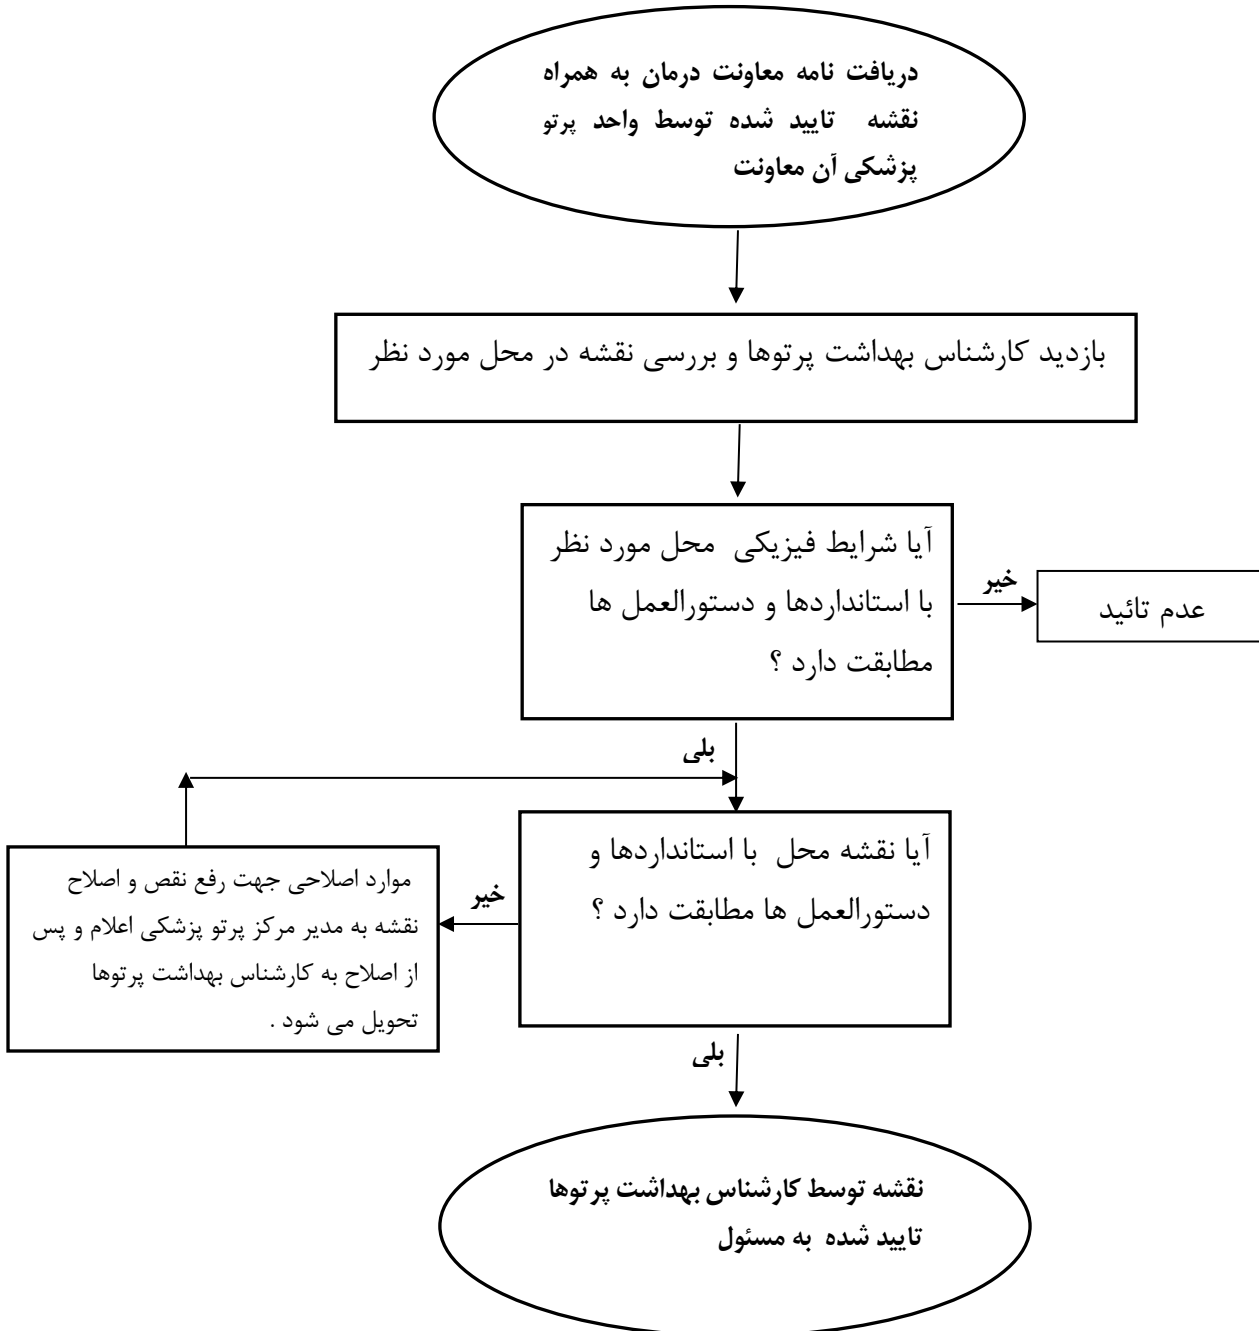 دریافت نامه معاونت درمان به همراه
نقشه تایید شده توسط واحد پرتو
پزشکی آن معاونت
بازدید کارشناس بهداشت پرتوها و بررسی نقشه در محل مورد نظر
آیا شرایط فیزیکی محل مورد نظر
با استانداردها و دستورالعمل ها
مطابقت دارد ؟
خیر
عدم تائید
بلی
آیا نقشه محل با استانداردها و
دستورالعمل ها مطابقت دارد ؟
خیر
موارد اصلاحی جهت رفع نقص و اصلاح
نقشه به مدیر مرکز پرتو پزشکی اعلام و پس
از اصلاح به کارشناس بهداشت پرتوها
تحویل می شود .
بلی
نقشه توسط کارشناس بهداشت پرتوها
تایید شده به مسئول